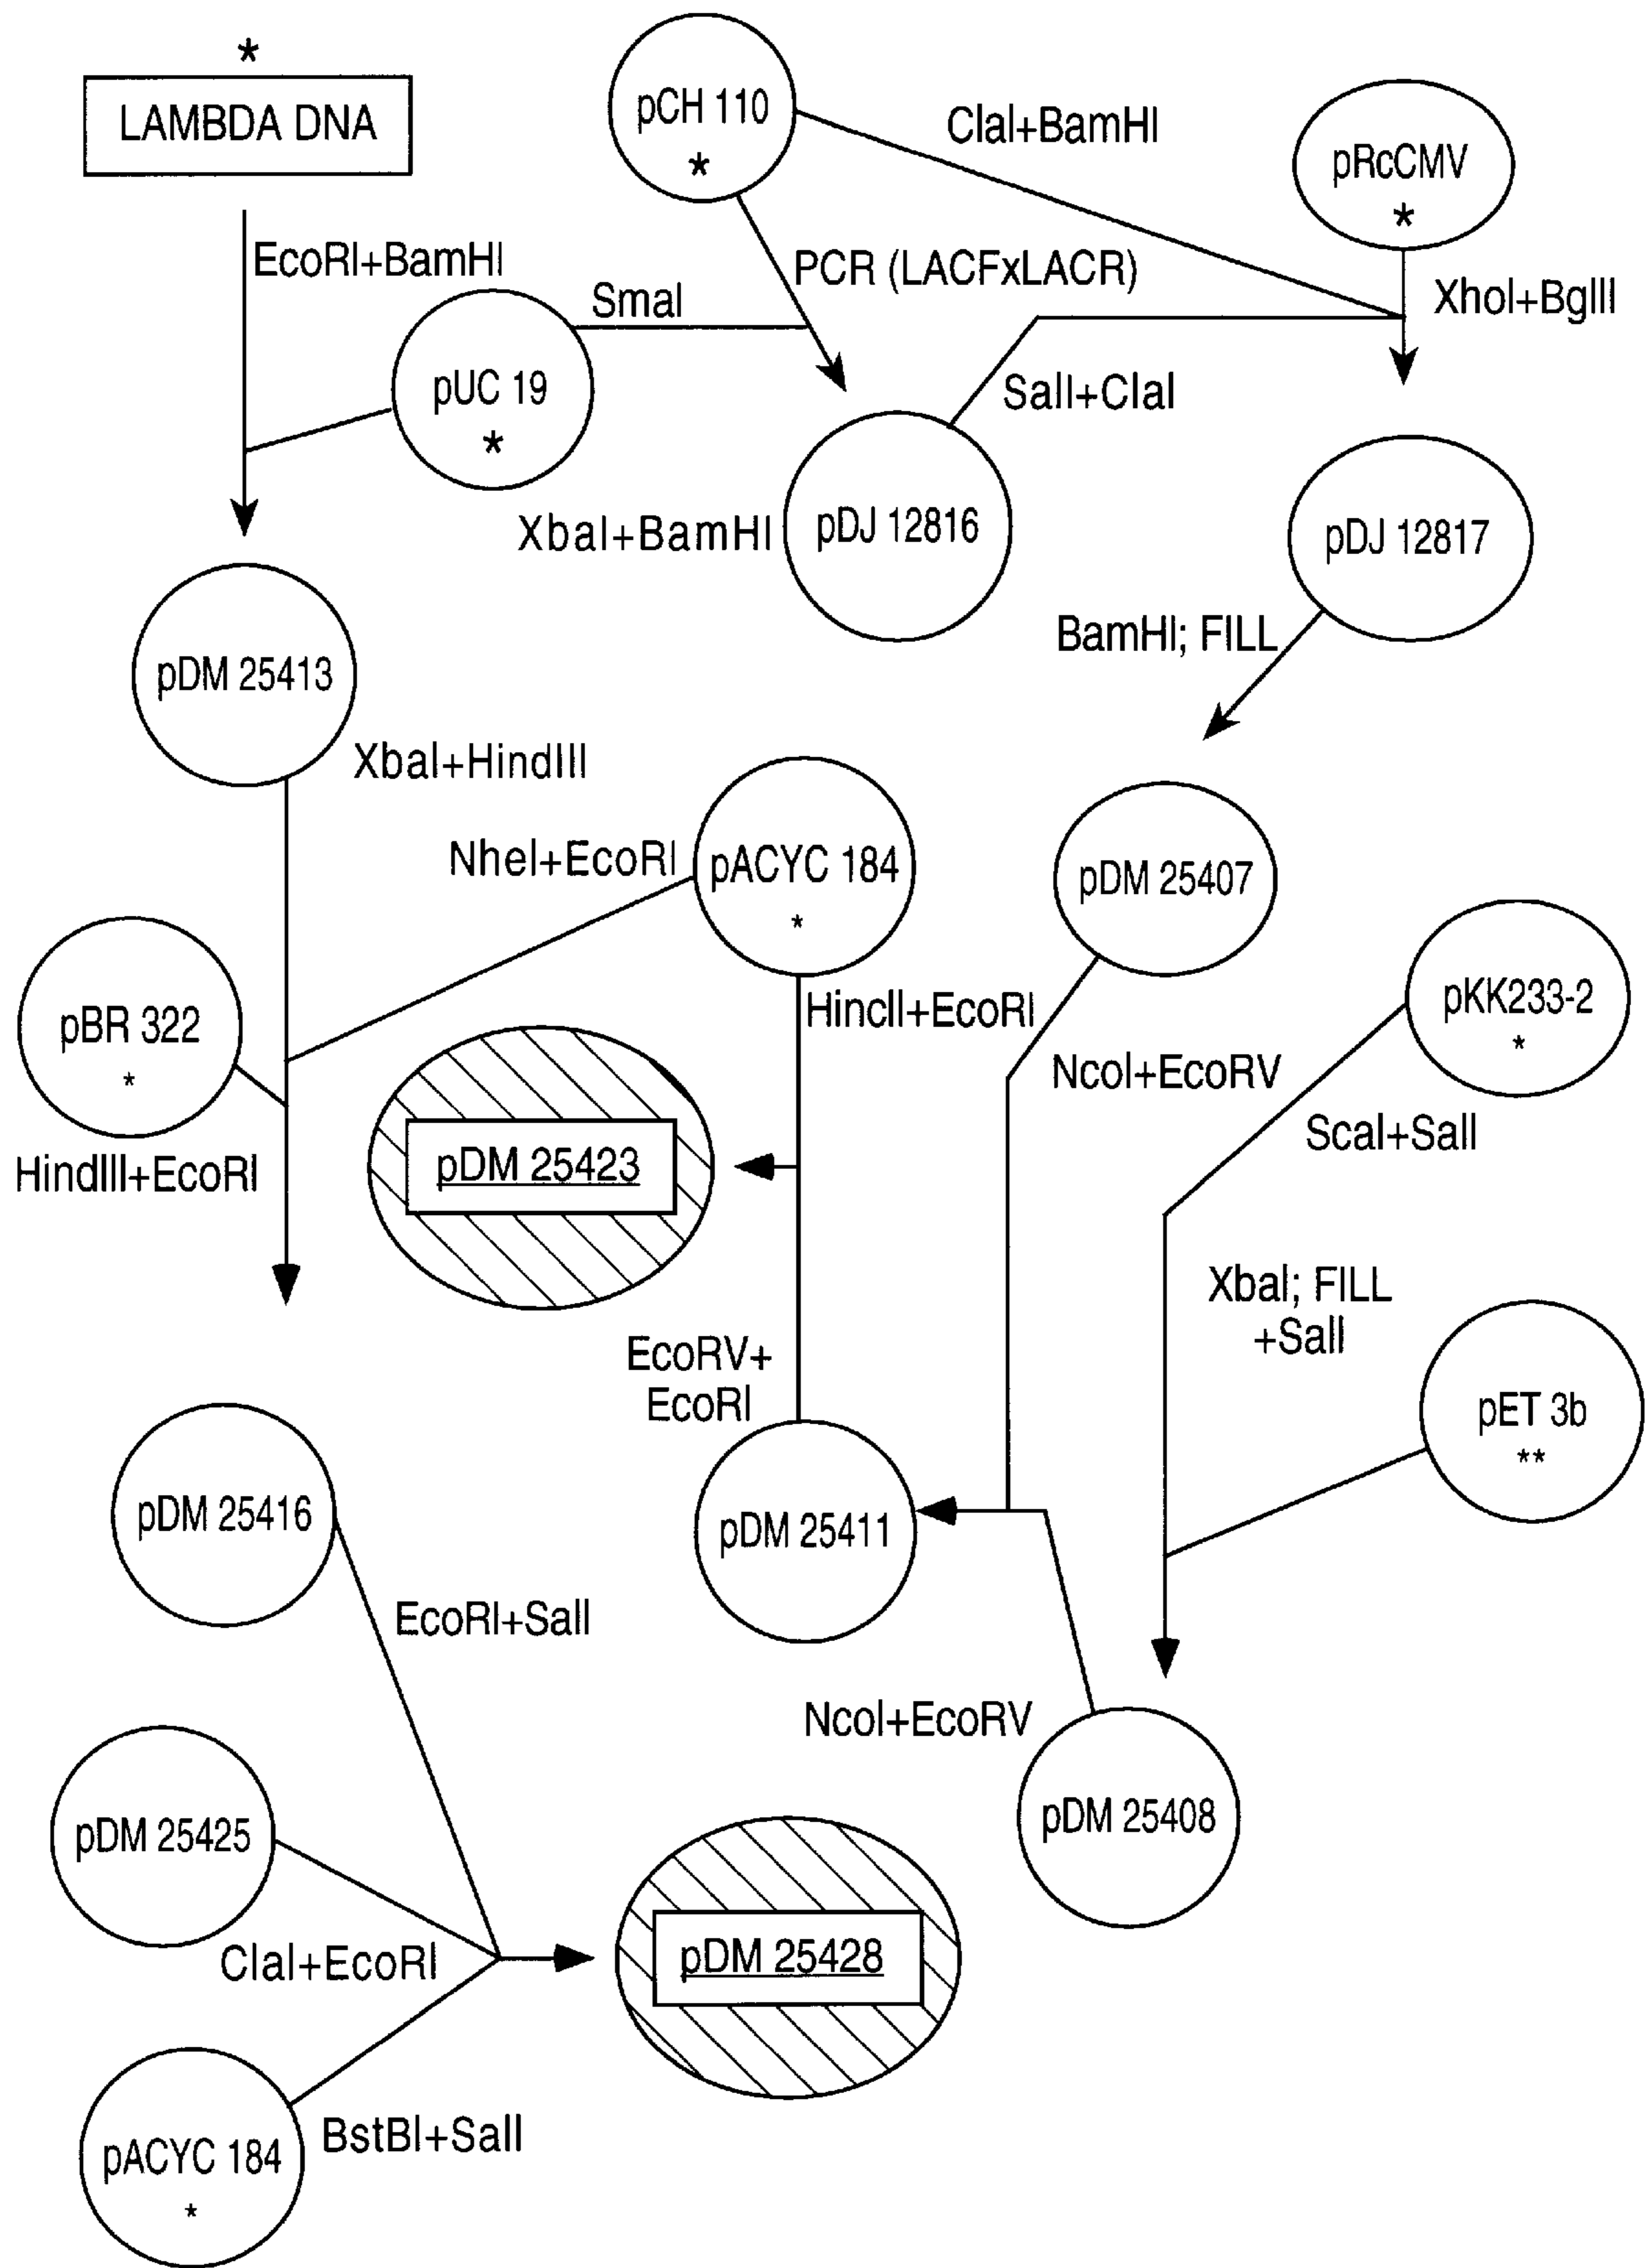 *
LAMBDA DNA
pCH 110
*
ClaI+BamHI
pRcCMV
*
EcoRI+BamHI
SmaI
PCR (LACFxLACR)
XhoI+BglII
pUC 19
*
SalI+ClaI
XbaI+BamHI
pDJ 12816
pDJ 12817
BamHI; FILL
pDM 25413
XbaI+HindIII
NheI+EcoRI
pACYC 184
*
pDM 25407
pBR 322
*
HincII+EcoRI
pKK233-2
*
NcoI+EcoRV
ScaI+SalI
HindIII+EcoRI
pDM 25423
XbaI; FILL
+SalI
EcoRV+
EcoRI
pET 3b
**
pDM 25416
pDM 25411
EcoRI+SalI
NcoI+EcoRV
pDM 25425
pDM 25408
ClaI+EcoRI
pDM 25428
BstBI+SalI
pACYC 184
*